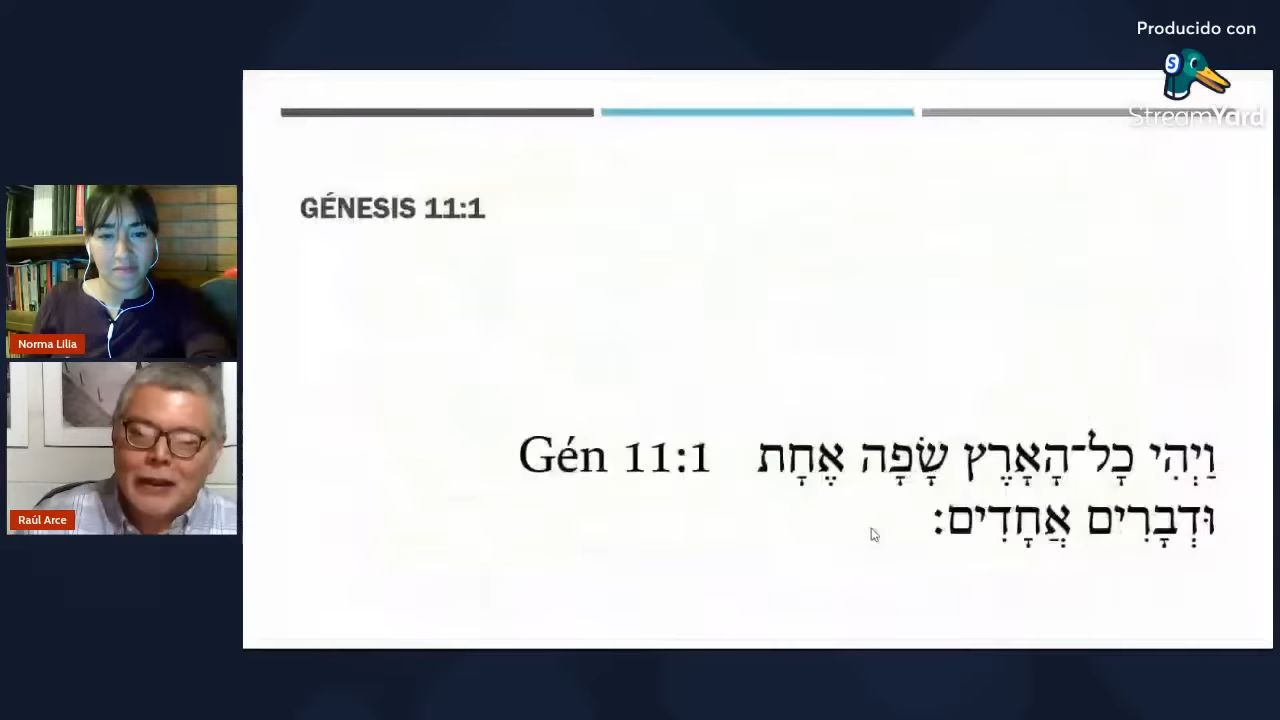 Producido con
StreamYard
GÉNESIS 11:1
Gén 11:1 וַיְהִי כָל־הָאָרֶץ שָׂפָה אֶחָת
וּדְבָרִים אֲחָדִים׃
Norma Lilia
Raúl Arce